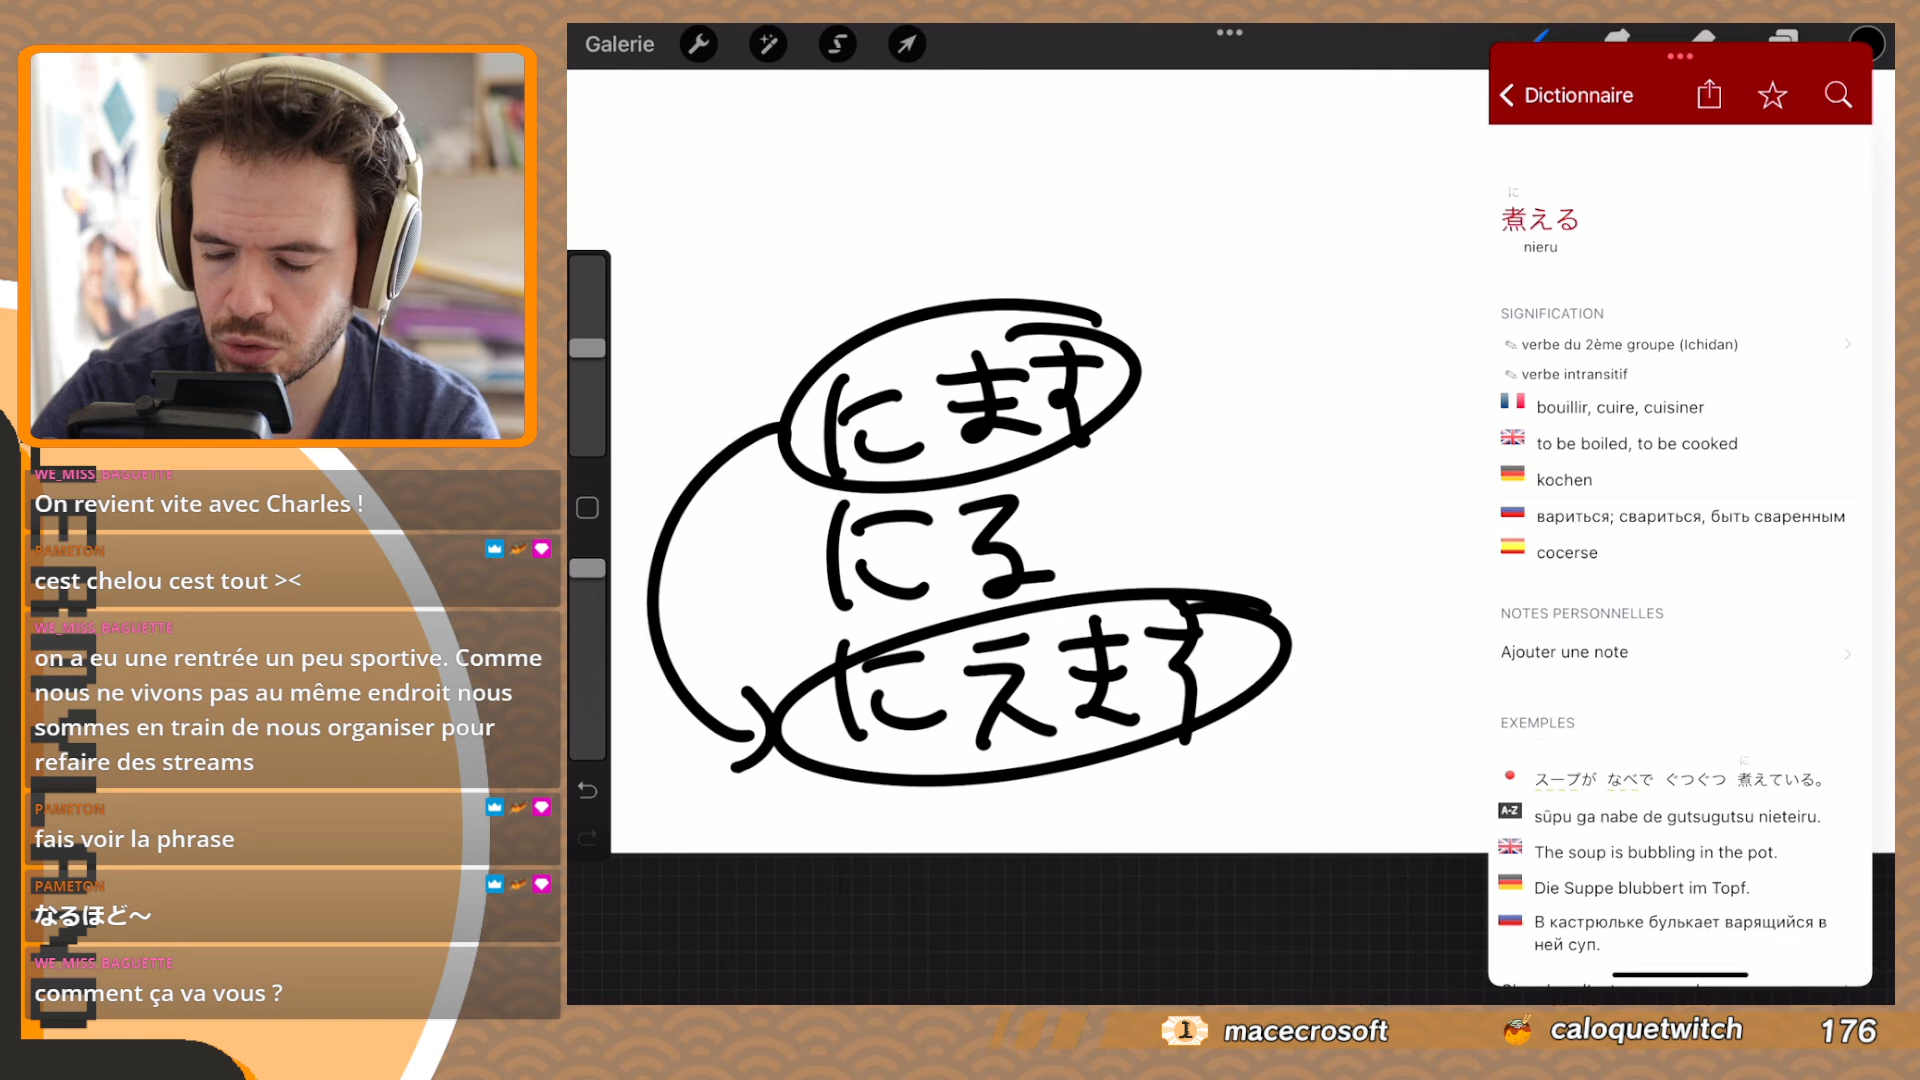 Galerie
Dictionnaire
に
煮える
nieru
SIGNIFICATION
verbe du 2ème groupe (Ichidan)
verbe intransitif
bouillir, cuire, cuisiner
to be boiled, to be cooked
kochen
вариться; свариться, быть сваренным
cocerse
NOTES PERSONNELLES
Ajouter une note
EXEMPLES
に
スープが なべで ぐつぐつ 煮えている。
A-Z
sūpu ga nabe de gutsugutsu nieteiru.
The soup is bubbling in the pot.
Die Suppe blubbert im Topf.
В кастрюльке булькает варящийся в
ней суп.
にます
にる
にえます
WE_MISS_BAGUETTE
On revient vite avec Charles !
PAMETON
cest chelou cest tout ><
WE_MISS_BAGUETTE
on a eu une rentrée un peu sportive. Comme
nous ne vivons pas au même endroit nous
sommes en train de nous organiser pour
refaire des streams
PAMETON
fais voir la phrase
PAMETON
なるほど～
WE_MISS_BAGUETTE
comment ça va vous ?
1 macecrosoft
caloquetwitch 176